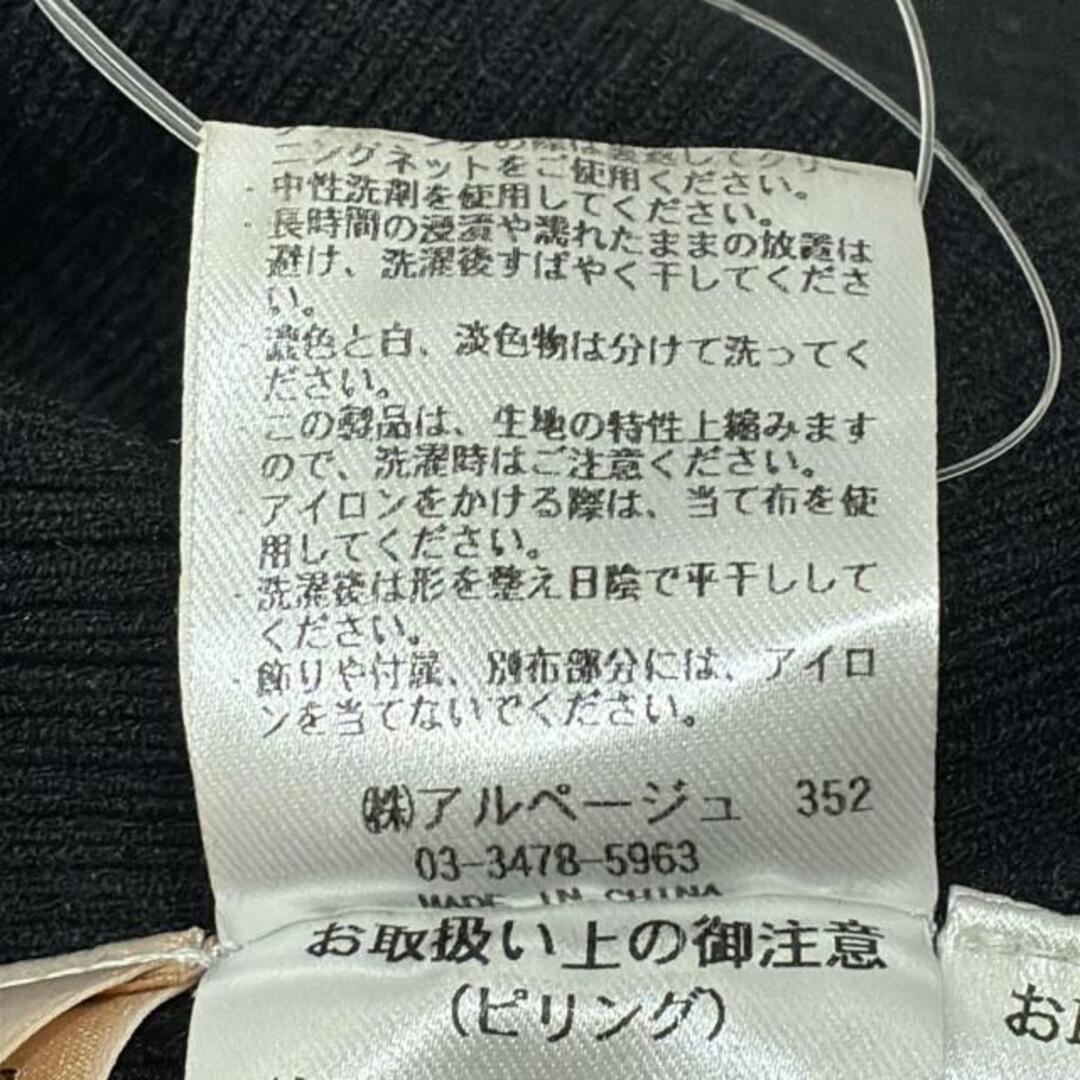 ニングネットをご使用ください。
・中性洗剤を使用してください。
・長時間の浸漬や濡れたままの放置は
避け、洗濯後すばやく干してくださ
い。
濃色と白、淡色物は分けて洗ってく
ださい。
この製品は、生地の特性上縮みます
ので、洗濯時はご注意ください。
アイロンをかける際は、当て布を使
用してください。
・洗濯後は形を整え日陰で平干しして
ください。
・飾りや付属、別布部分には、アイロ
ンを当てないでください。
㈱アルページュ 352
03-3478-5963
MADE IN CHINA
お取扱い上の御注意
(ピリング)
お